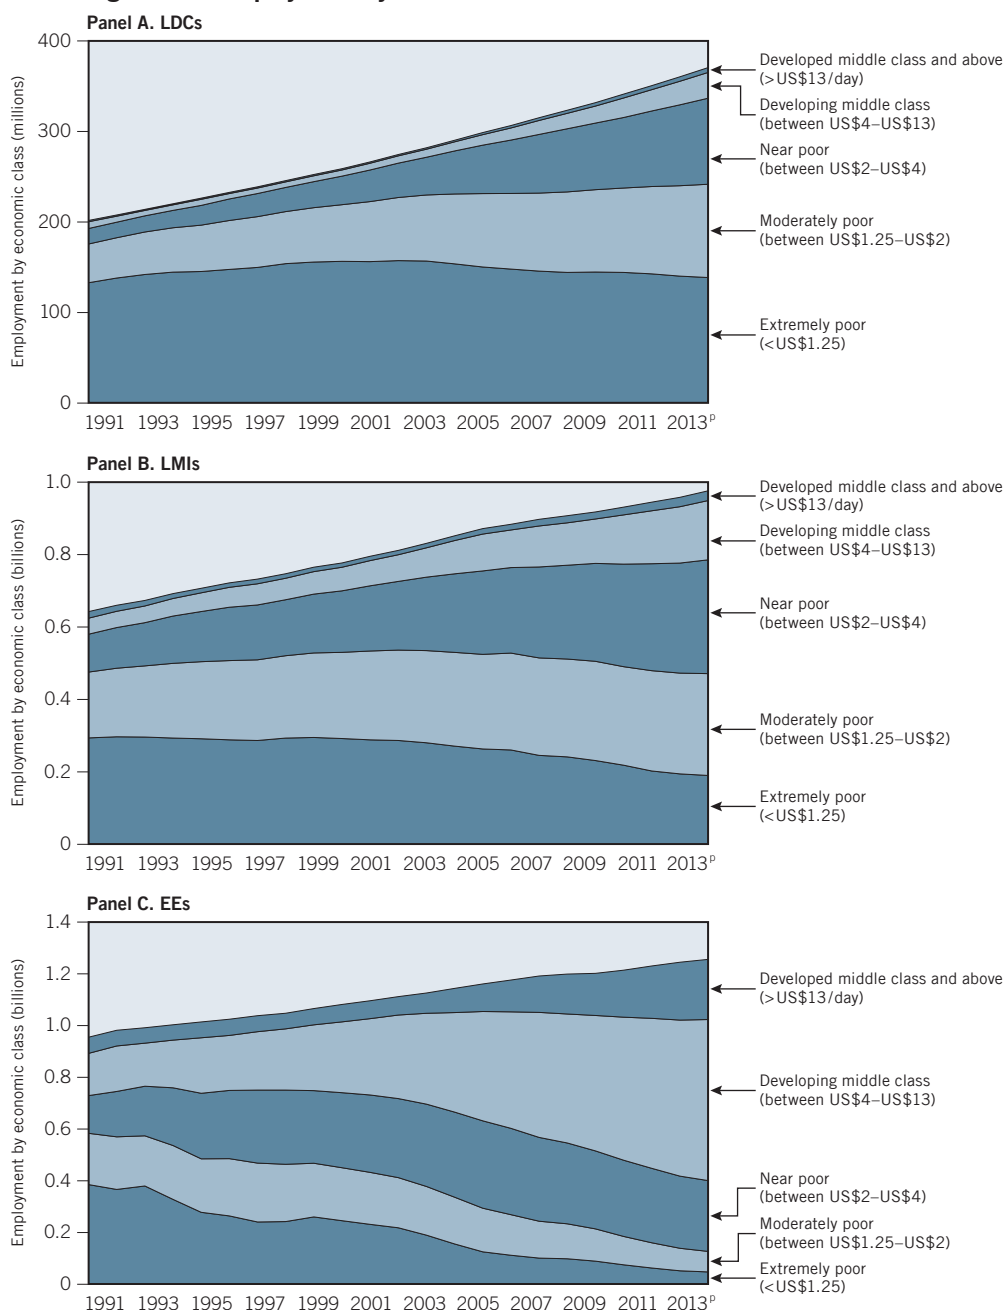 Panel A. LDCs
Employment by economic class (millions)
400
300
200
100
0
1991 1993 1995 1997 1999 2001 2003 2005 2007 2009 2011 2013ᵖ
Developed middle class and above
(>US$13/day)
Developing middle class
(between US$4–US$13)
Near poor
(between US$2–US$4)
Moderately poor
(between US$1.25–US$2)
Extremely poor
(<US$1.25)
Panel B. LMIs
Employment by economic class (billions)
1.0
0.8
0.6
0.4
0.2
0
1991 1993 1995 1997 1999 2001 2003 2005 2007 2009 2011 2013ᵖ
Developed middle class and above
(>US$13/day)
Developing middle class
(between US$4–US$13)
Near poor
(between US$2–US$4)
Moderately poor
(between US$1.25–US$2)
Extremely poor
(<US$1.25)
Panel C. EEs
Employment by economic class (billions)
1.4
1.2
1.0
0.8
0.6
0.4
0.2
0
1991 1993 1995 1997 1999 2001 2003 2005 2007 2009 2011 2013ᵖ
Developed middle class and above
(>US$13/day)
Developing middle class
(between US$4–US$13)
Near poor
(between US$2–US$4)
Moderately poor
(between US$1.25–US$2)
Extremely poor
(<US$1.25)